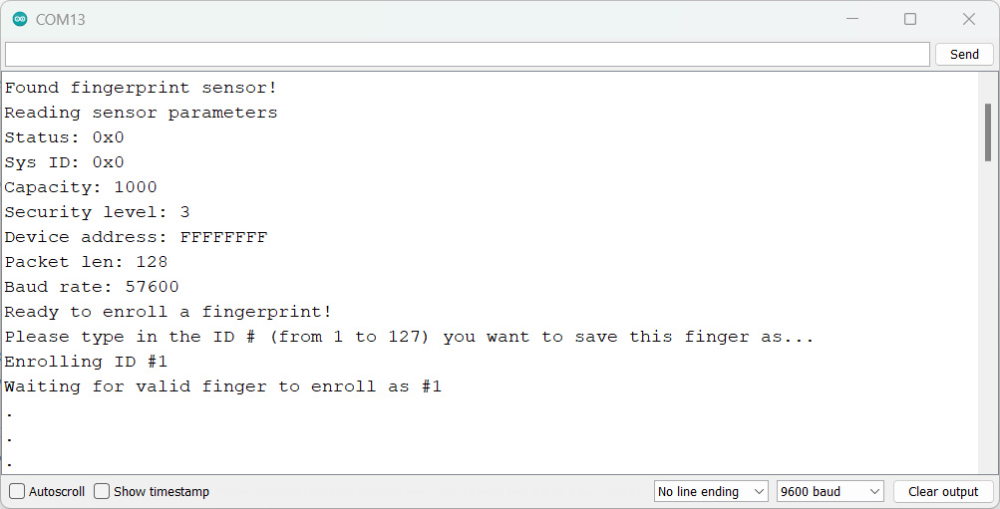 COM13
Send
Found fingerprint sensor!
Reading sensor parameters
Status: 0x0
Sys ID: 0x0
Capacity: 1000
Security level: 3
Device address: FFFFFFFF
Packet len: 128
Baud rate: 57600
Ready to enroll a fingerprint!
Please type in the ID # (from 1 to 127) you want to save this finger as...
Enrolling ID #1
Waiting for valid finger to enroll as #1
.
.
.
Autoscroll Show timestamp No line ending 9600 baud Clear output